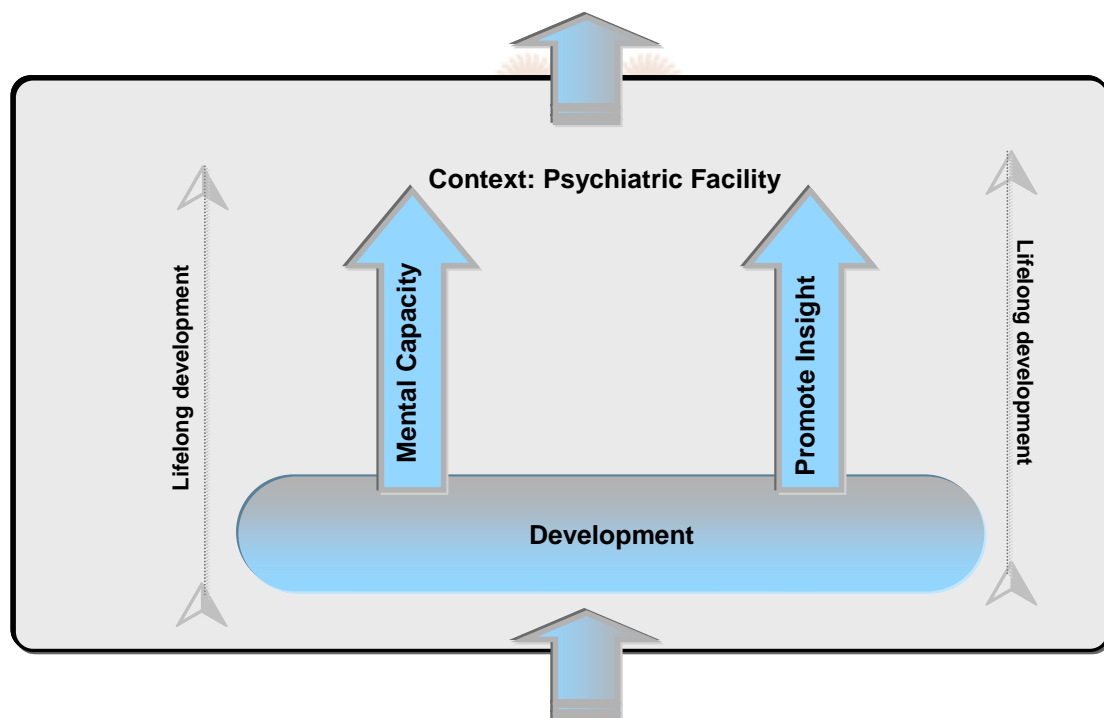 Context: Psychiatric Facility
Lifelong development
Mental Capacity
Promote Insight
Lifelong development
Development